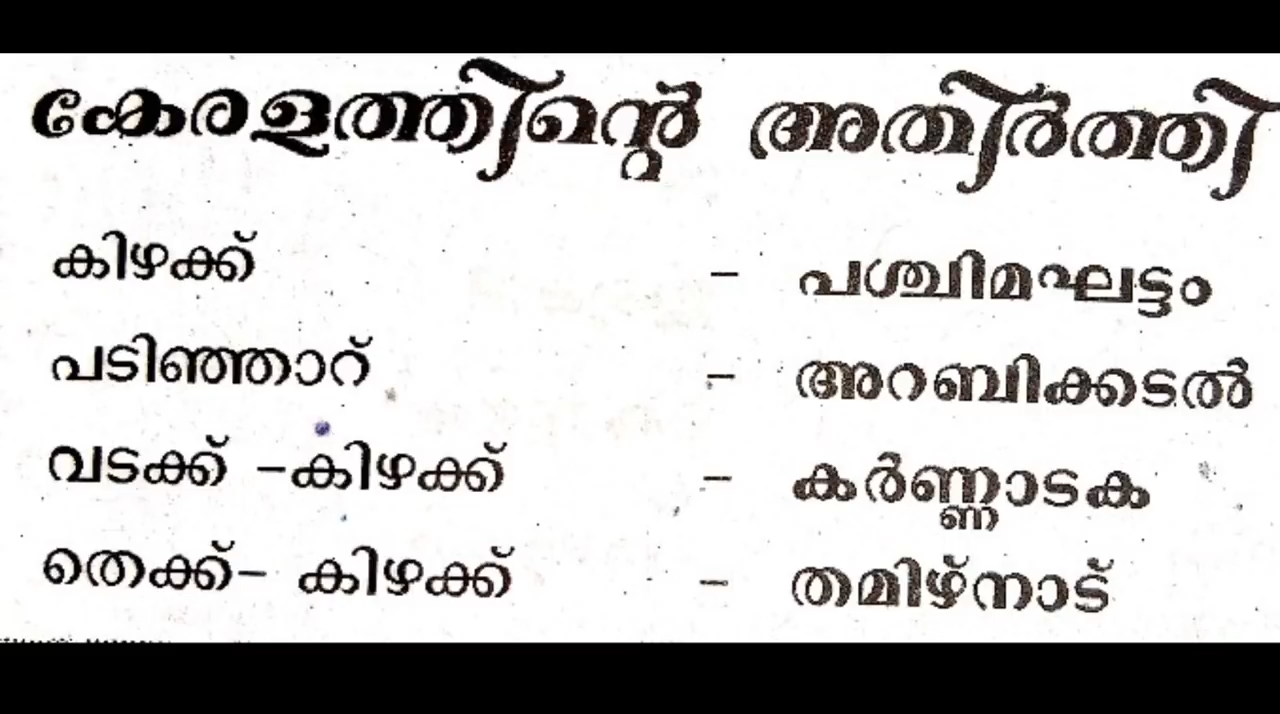 കേരളത്തിന്റെ അതിർത്തി
കിഴക്ക് - പശ്ചിമഘട്ടം
പടിഞ്ഞാറ് - അറബിക്കടൽ
വടക്ക് -കിഴക്ക് - കർണ്ണാടക
തെക്ക്- കിഴക്ക് - തമിഴ്നാട്